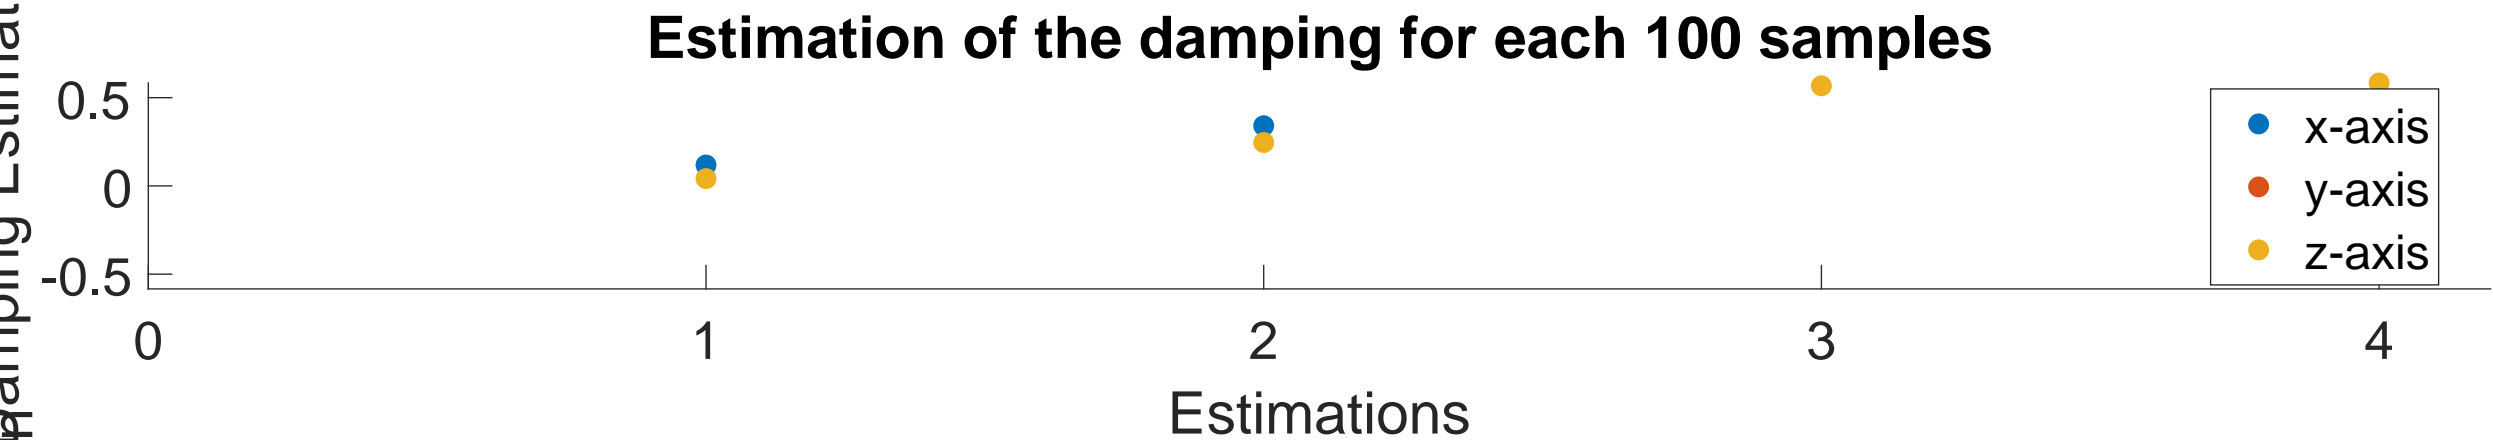 Estimation of the damping for each 100 samples
0.5
0
-0.5
x-axis
y-axis
z-axis
0 1 2 3 4
Estimations